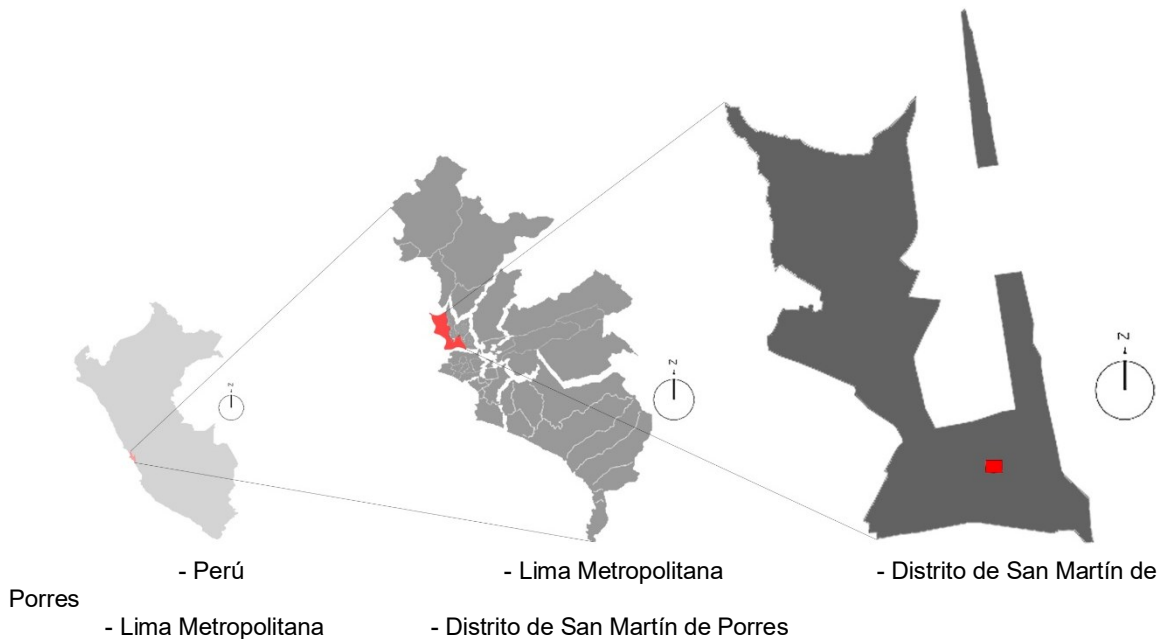 Z
Z
Z
- Perú - Lima Metropolitana - Distrito de San Martín de
Porres
- Lima Metropolitana - Distrito de San Martín de Porres